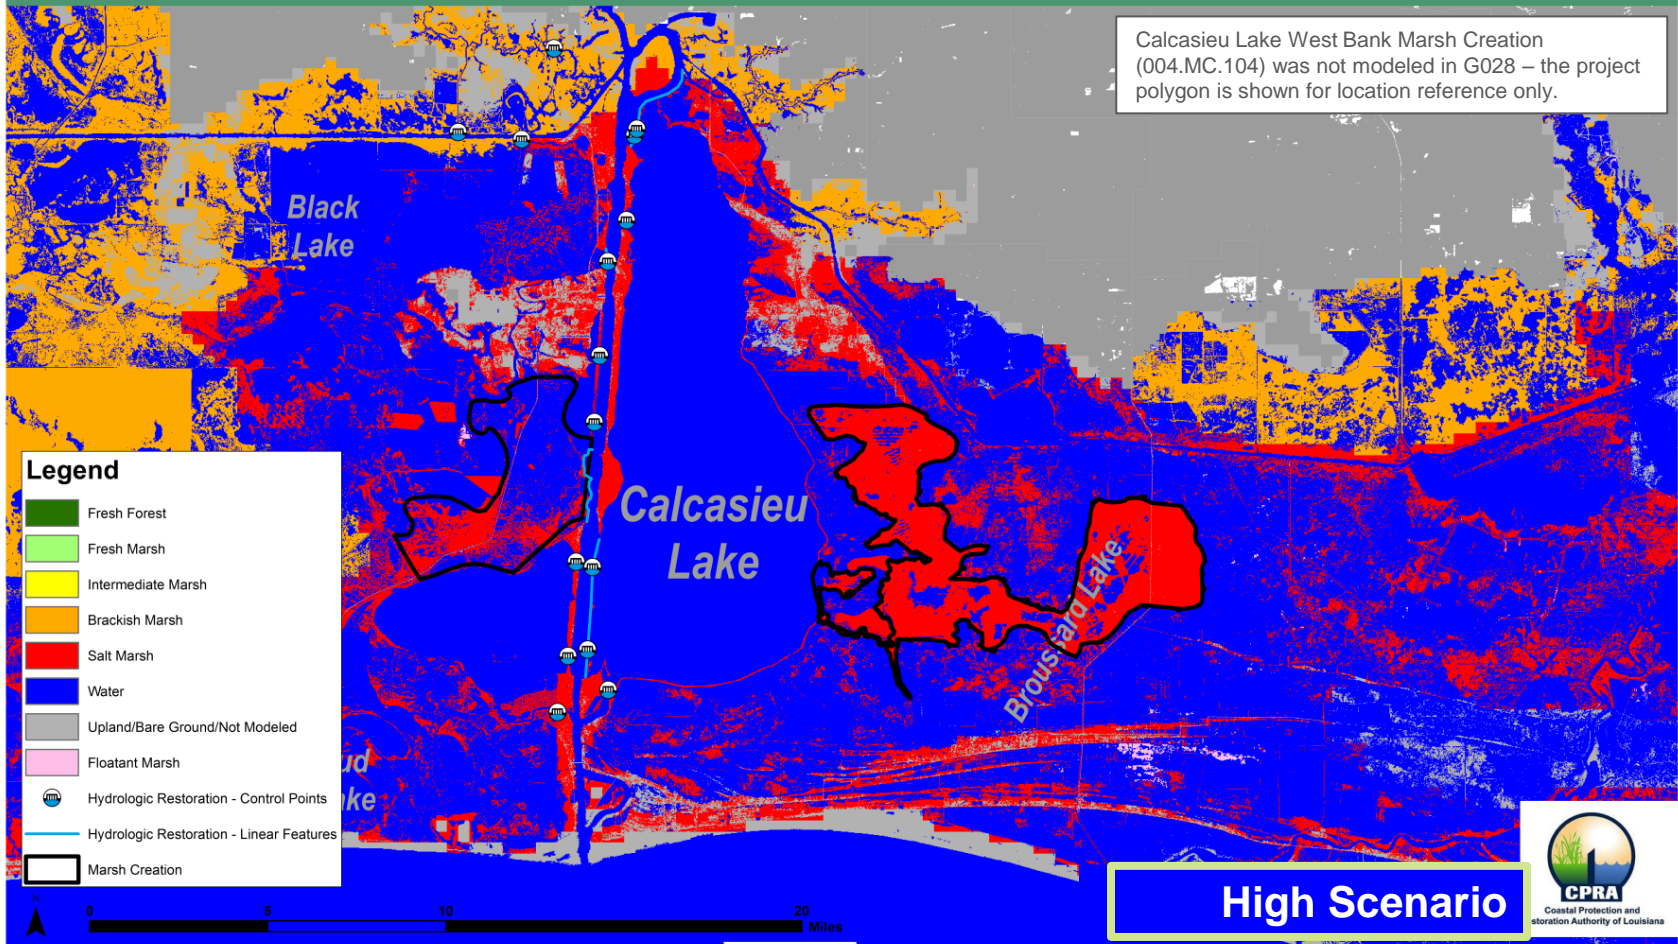 Calcasieu Lake West Bank Marsh Creation
(004.MC.104) was not modeled in G028 – the project
polygon is shown for location reference only.
Black
Lake
Calcasieu
Lake
Broussard Lake
Legend
Fresh Forest
Fresh Marsh
Intermediate Marsh
Brackish Marsh
Salt Marsh
Water
Upland/Bare Ground/Not Modeled
Floatant Marsh
Hydrologic Restoration - Control Points
Hydrologic Restoration - Linear Features
Marsh Creation
ud
ke
N
0 5 10 20
Miles
High Scenario
CPRA
Coastal Protection and
storation Authority of Louisiana